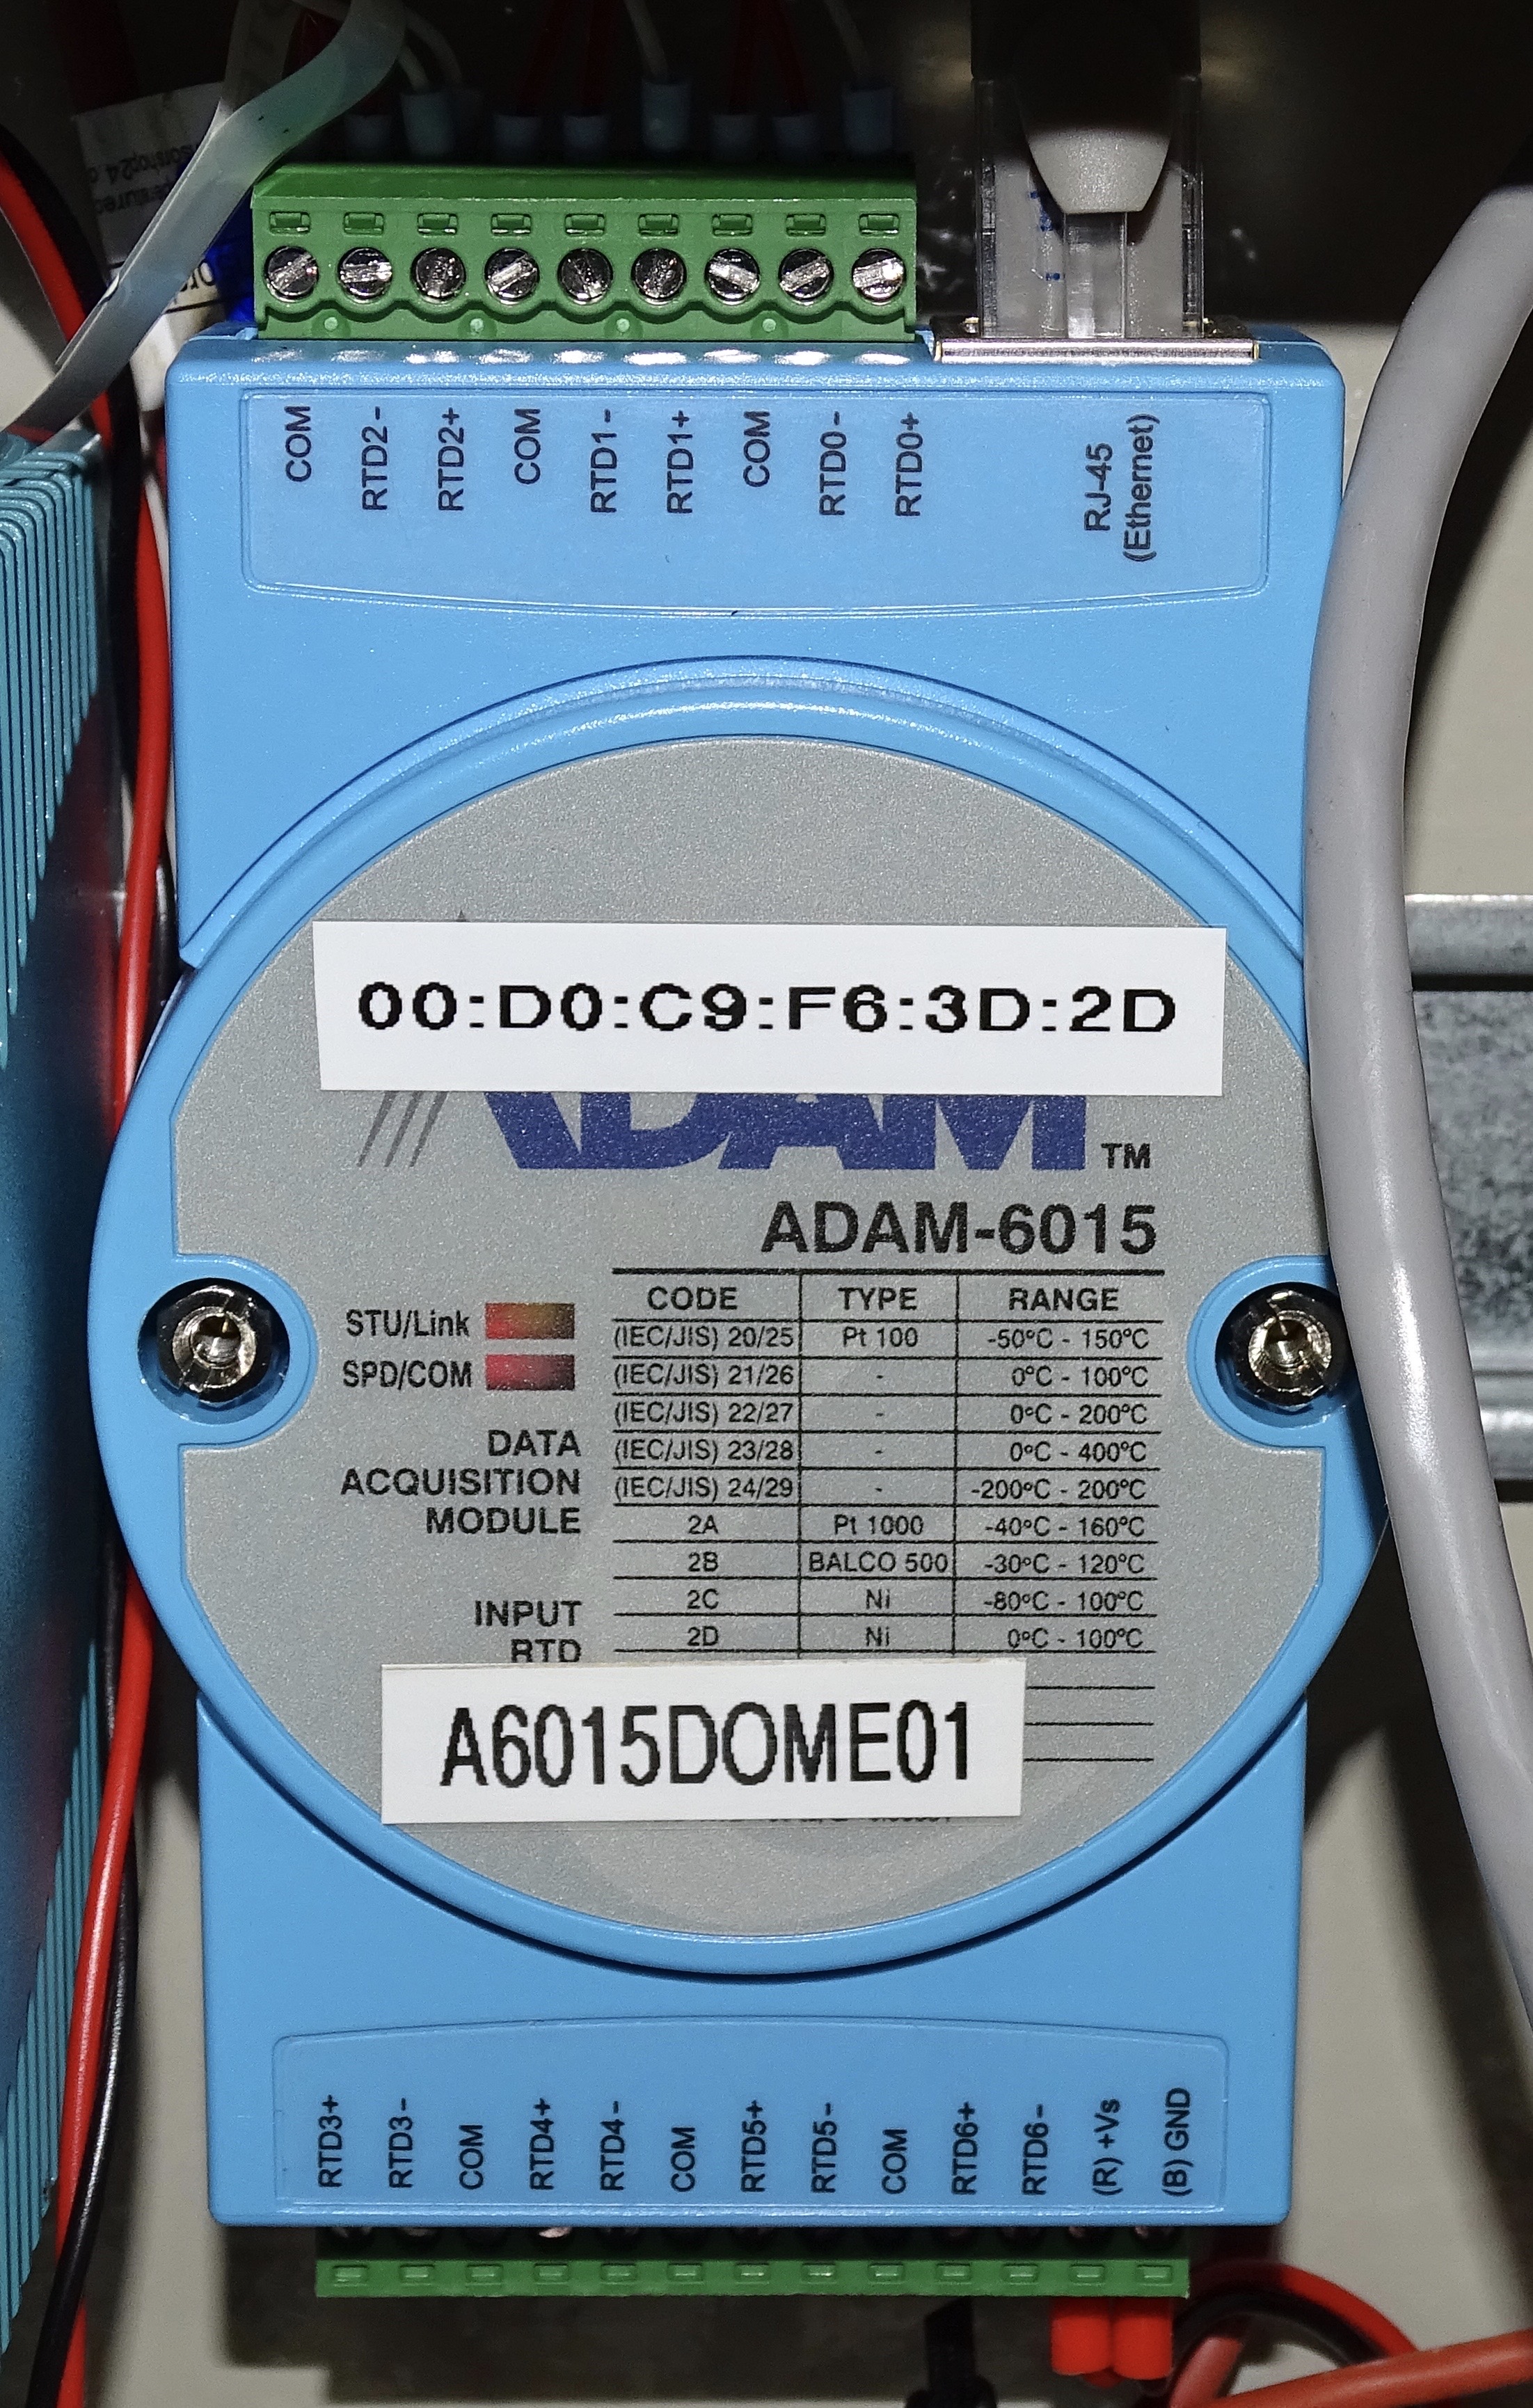 COM
RTD2-
RTD2+
COM
RTD1-
RTD1+
COM
RTD0-
RTD0+
RJ-45
(Ethernet)
00:D0:C9:F6:3D:2D
ADAM TM
ADAM-6015
STU/Link
SPD/COM
DATA
ACQUISITION
MODULE
INPUT
RTD
CODE TYPE RANGE
(IEC/JIS) 20/25 Pt 100 -50°C - 150°C
(IEC/JIS) 21/26 - 0°C - 100°C
(IEC/JIS) 22/27 - 0°C - 200°C
(IEC/JIS) 23/28 - 0°C - 400°C
(IEC/JIS) 24/29 - -200°C - 200°C
2A Pt 1000 -40°C - 160°C
2B BALCO 500 -30°C - 120°C
2C Ni -80°C - 100°C
2D Ni 0°C - 100°C
A6015DOME01
RTD3+
RTD3-
COM
RTD4+
RTD4-
COM
RTD5+
RTD5-
COM
RTD6+
RTD6-
(R) +Vs
(B) GND